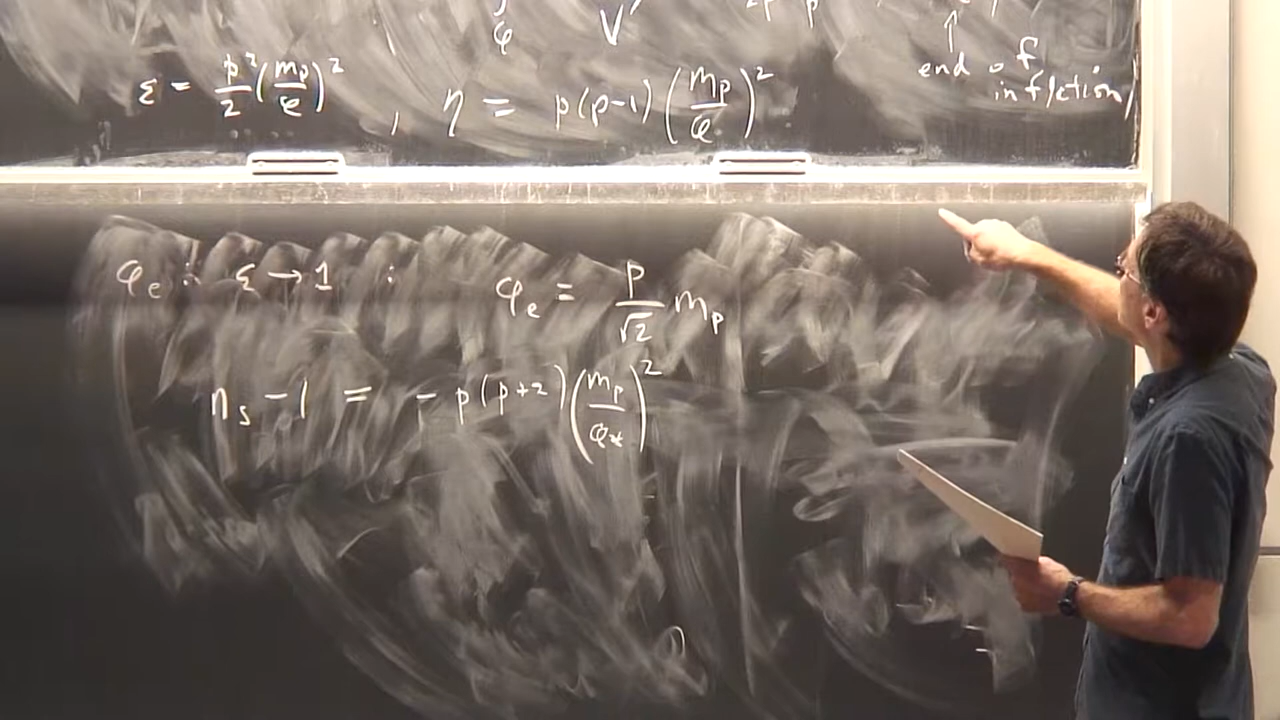 φ V'
ε = p²/2 (m_p/φ)² , η = p(p-1) (m_p/φ)²
end of
inflation
φ_e : ε → 1 : φ_e = p/√2 m_p
n_s - 1 = - p(p+2) (m_p/φ_*)²